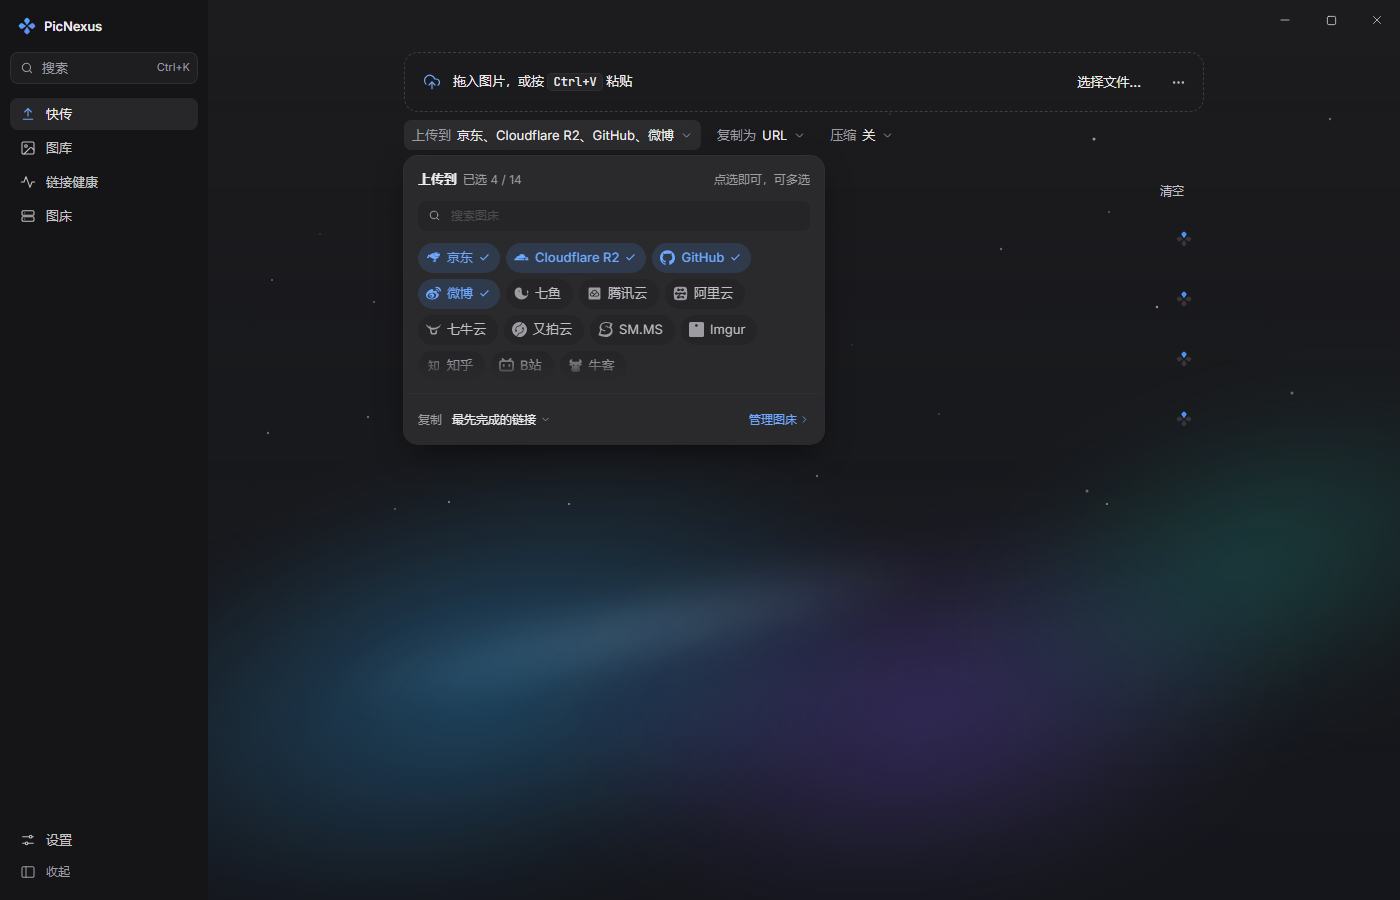 PicNexus
搜索 Ctrl+K
快传
图库
链接健康
图床
设置
收起
拖入图片，或按 Ctrl+V 粘贴 选择文件...
上传到 京东、Cloudflare R2、GitHub、微博 复制为 URL 压缩 关
上传到 已选 4 / 14 点选即可，可多选
搜索图床
京东 Cloudflare R2 GitHub
微博 七鱼 腾讯云 阿里云
七牛云 又拍云 SM.MS Imgur
知 知乎 B站 牛客
复制 最先完成的链接 管理图床
清空